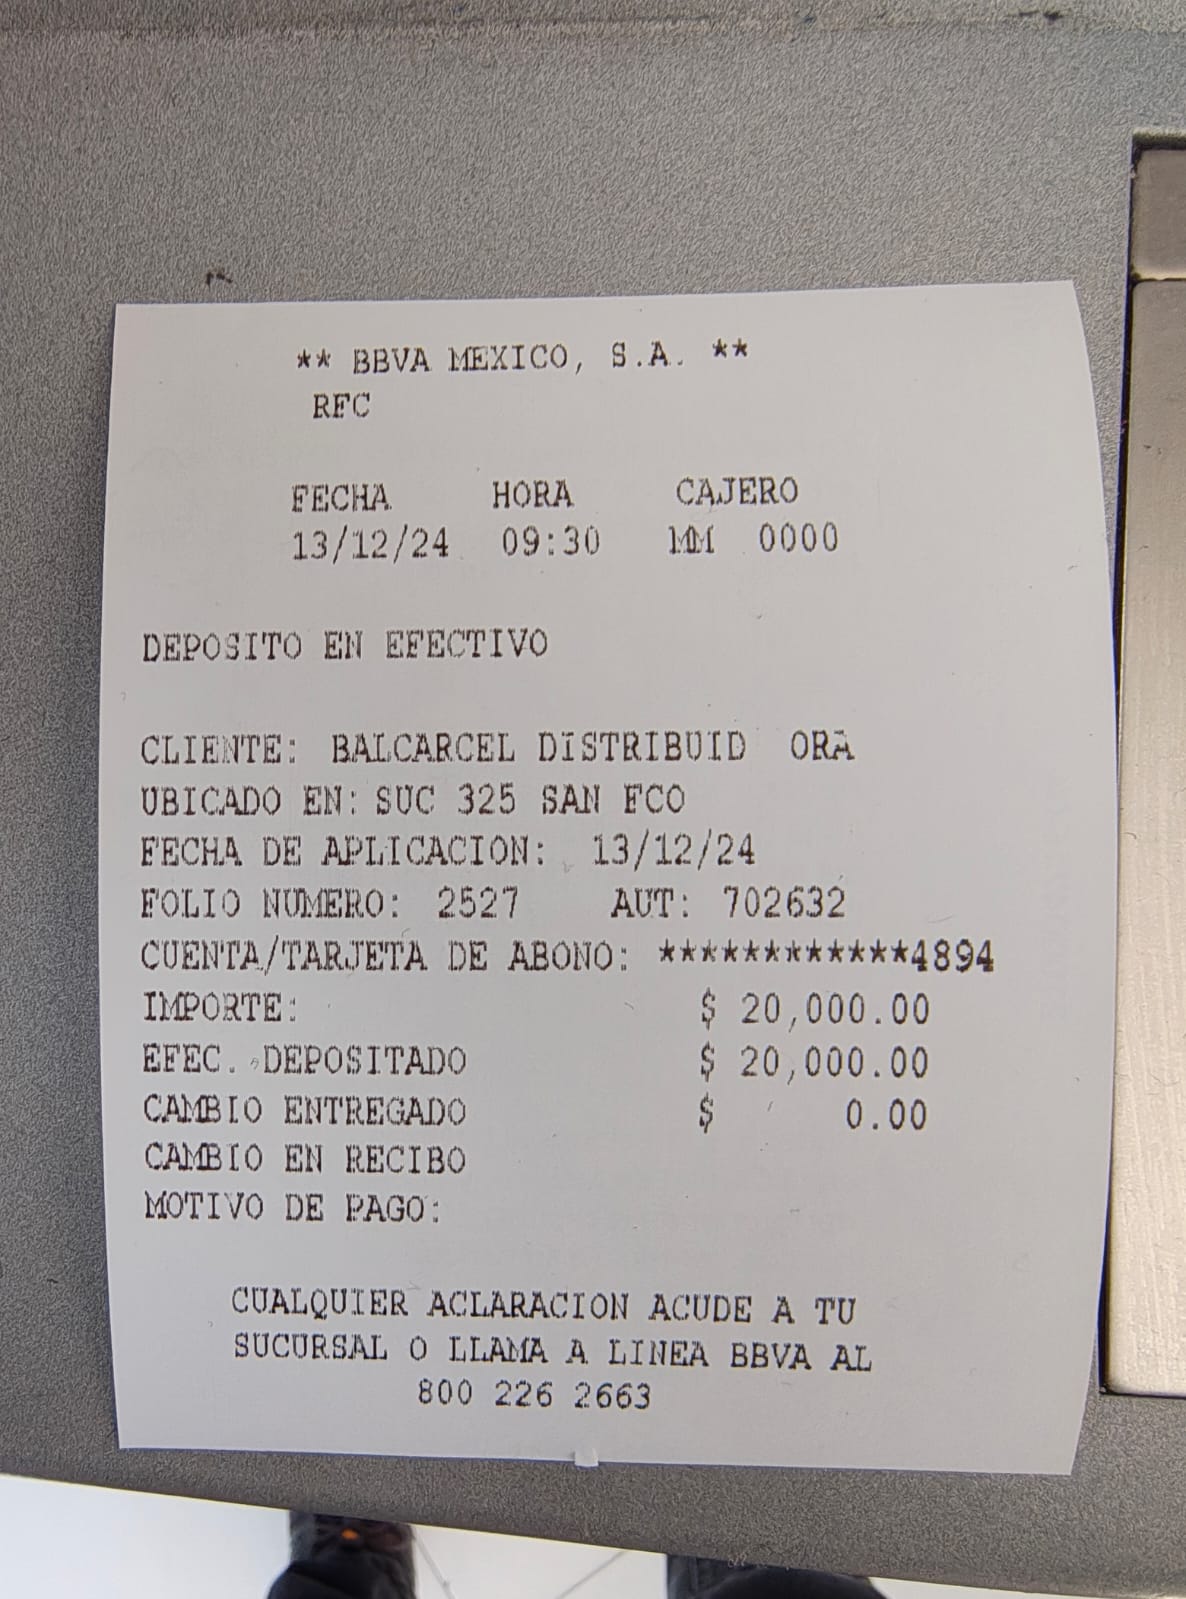 ** BBVA MEXICO, S.A. **
RFC
FECHA HORA CAJERO
13/12/24 09:30 MM 0000
DEPOSITO EN EFECTIVO
CLIENTE: BALCARCEL DISTRIBUID ORA
UBICADO EN: SUC 325 SAN FCO
FECHA DE APLICACION: 13/12/24
FOLIO NUMERO: 2527 AUT: 702632
CUENTA/TARJETA DE ABONO: ************4894
IMPORTE: $ 20,000.00
EFEC. DEPOSITADO $ 20,000.00
CAMBIO ENTREGADO $ 0.00
CAMBIO EN RECIBO
MOTIVO DE PAGO:
CUALQUIER ACLARACION ACUDE A TU
SUCURSAL O LLAMA A LINEA BBVA AL
800 226 2663